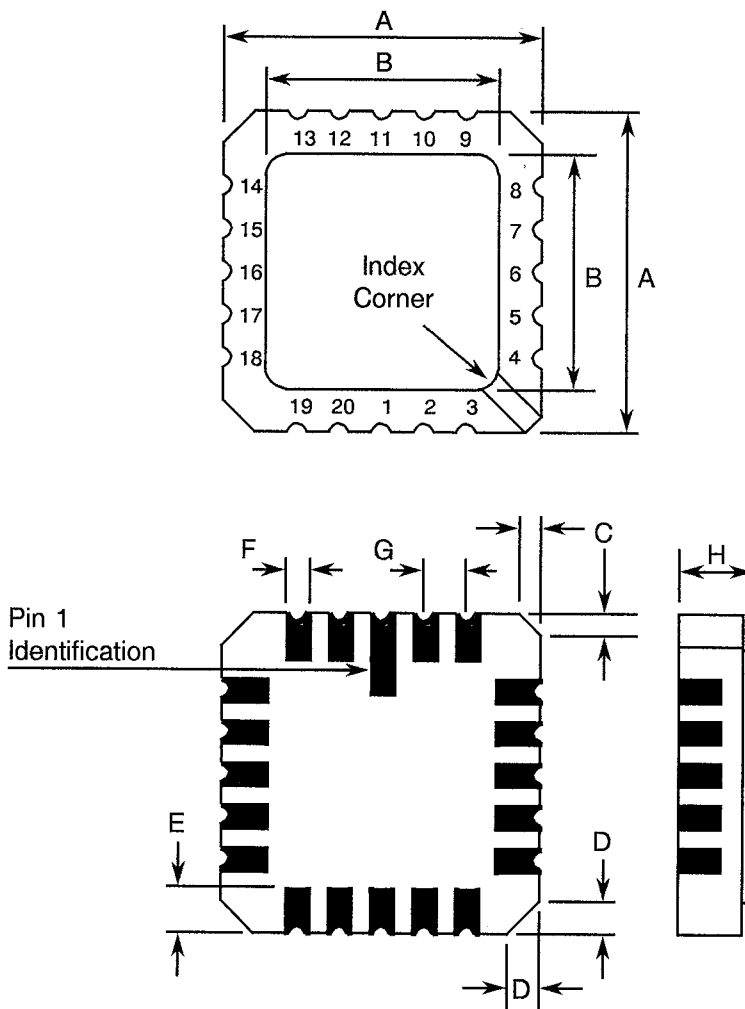 A
B
13 12 11 10 9
14 8
15 7
16 6
17 5
18 4
Index
Corner
B
A
19 20 1 2 3
F
G
C
H
Pin 1
Identification
E
D
D